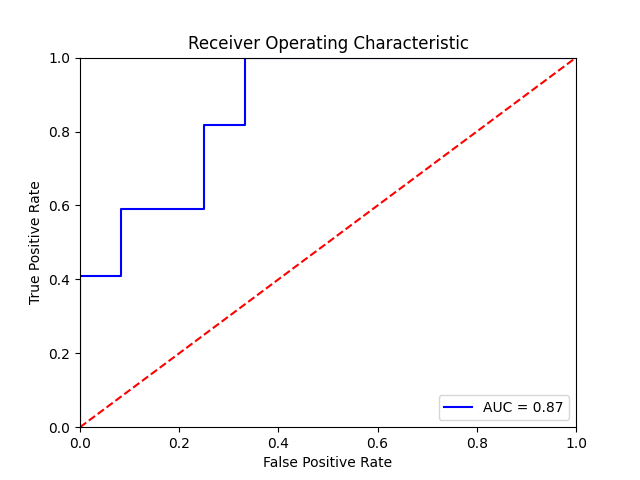 Receiver Operating Characteristic
1.0
0.8
0.6
0.4
0.2
0.0
True Positive Rate
AUC = 0.87
0.0 0.2 0.4 0.6 0.8 1.0
False Positive Rate